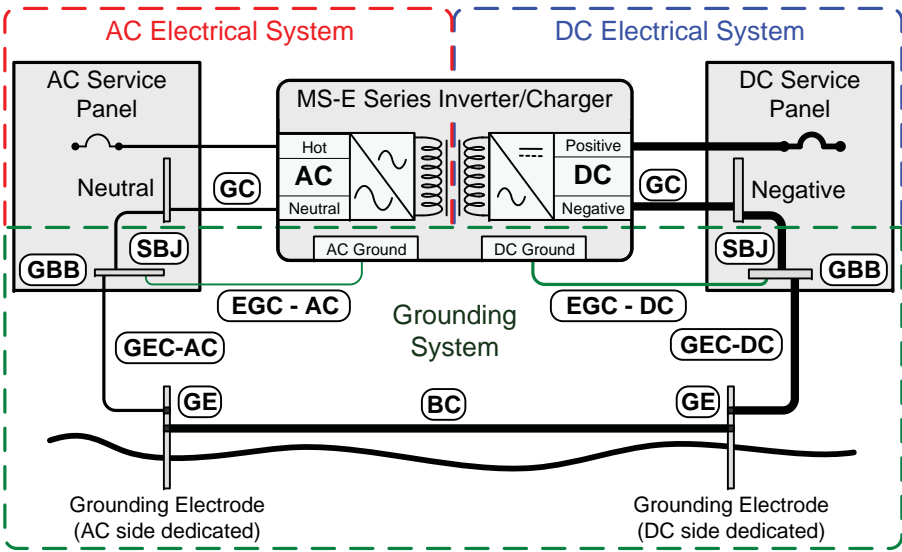 AC Electrical System
DC Electrical System
AC Service
Panel
MS-E Series Inverter/Charger
DC Service
Panel
Hot
AC
Neutral
Positive
DC
Negative
Neutral
GC
GC
Negative
SBJ
GBB
AC Ground
DC Ground
SBJ
GBB
EGC - AC
EGC - DC
Grounding
System
GEC-AC
GEC-DC
GE
BC
GE
Grounding Electrode
(AC side dedicated)
Grounding Electrode
(DC side dedicated)